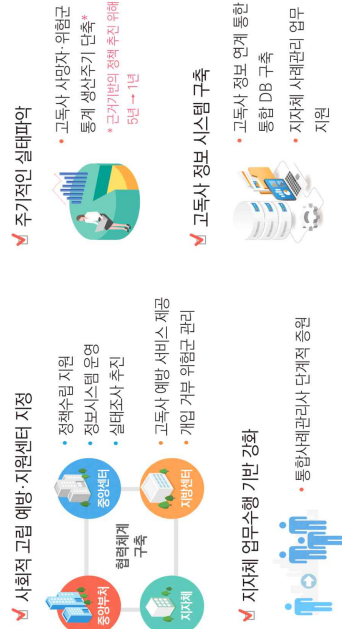 사회적 고립 예방·지원센터 지정
중앙부처
중앙센터
협력체계
구축
지자체
지방센터
• 정책수립 지원
• 정보시스템 운영
• 실태조사 추진
• 고독사 예방 서비스 제공
• 개입 거부 위험군 관리
주기적인 실태파악
• 고독사 사망자·위험군
통계 생산주기 단축*
* 근거기반의 정책 추진 위해
5년 → 1년
지자체 업무수행 기반 강화
• 통합사례관리사 단계적 증원
고독사 정보 시스템 구축
• 고독사 정보 연계 통한
통합 DB 구축
• 지자체 사례관리 업무
지원